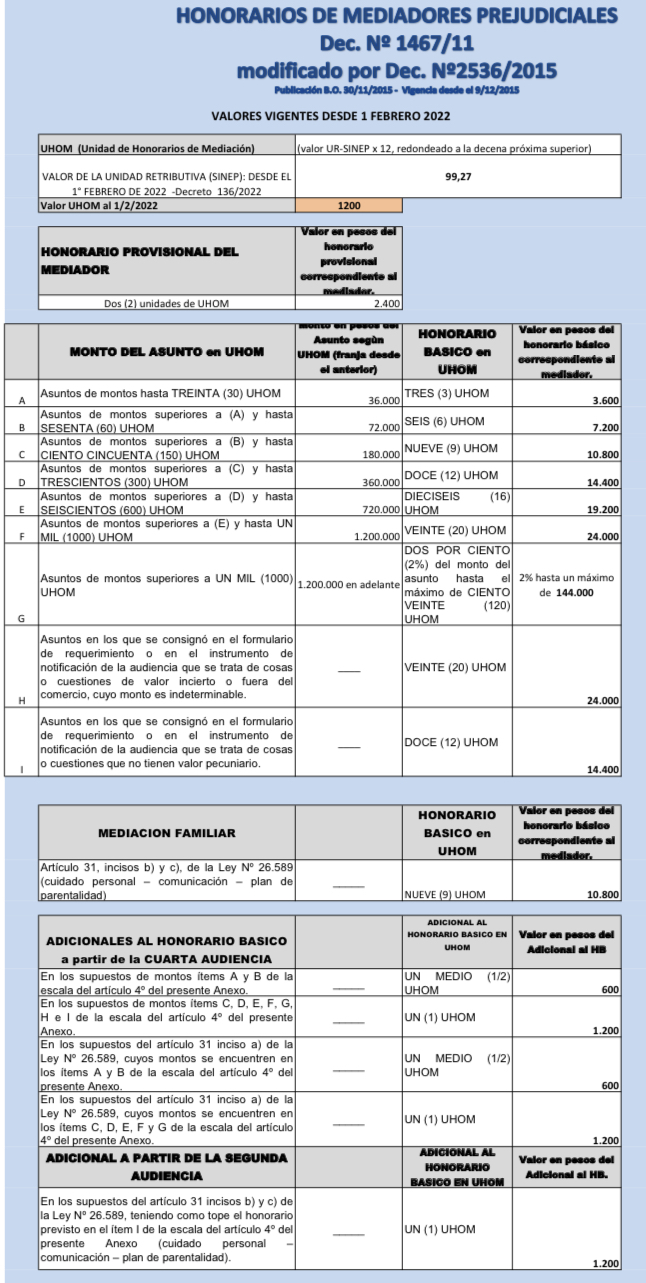 HONORARIOS DE MEDIADORES PREJUDICIALES
Dec. Nº 1467/11
modificado por Dec. Nº2536/2015
Publicación B.O. 30/11/2015 - Vigencia desde el 9/12/2015
VALORES VIGENTES DESDE 1 FEBRERO 2022
UHOM (Unidad de Honorarios de Mediación) (valor UR-SINEP x 12, redondeado a la decena próxima superior)
VALOR DE LA UNIDAD RETRIBUTIVA (SINEP): DESDE EL
1° FEBRERO DE 2022 -Decreto 136/2022
99,27
Valor UHOM al 1/2/2022 1200
HONORARIO PROVISIONAL DEL
MEDIADOR
Valor en pesos del
honorario
provisional
correspondiente al
mediador.
Dos (2) unidades de UHOM 2.400
MONTO DEL ASUNTO en UHOM
Monto en pesos del
Asunto según
UHOM (franja desde
el anterior)
HONORARIO
BASICO en
UHOM
Valor en pesos del
honorario básico
correspondiente al
mediador.
A Asuntos de montos hasta TREINTA (30) UHOM 36.000 TRES (3) UHOM 3.600
B Asuntos de montos superiores a (A) y hasta
SESENTA (60) UHOM 72.000 SEIS (6) UHOM 7.200
C Asuntos de montos superiores a (B) y hasta
CIENTO CINCUENTA (150) UHOM 180.000 NUEVE (9) UHOM 10.800
D Asuntos de montos superiores a (C) y hasta
TRESCIENTOS (300) UHOM 360.000 DOCE (12) UHOM 14.400
E Asuntos de montos superiores a (D) y hasta
SEISCIENTOS (600) UHOM 720.000 DIECISEIS (16)
UHOM 19.200
F Asuntos de montos superiores a (E) y hasta UN
MIL (1000) UHOM 1.200.000 VEINTE (20) UHOM 24.000
G Asuntos de montos superiores a UN MIL (1000)
UHOM
1.200.000 en adelante
DOS POR CIENTO
(2%) del monto del
asunto hasta el
máximo de CIENTO
VEINTE (120)
UHOM
2% hasta un máximo
de 144.000
H Asuntos en los que se consignó en el formulario
de requerimiento o en el instrumento de
notificación de la audiencia que se trata de cosas
o cuestiones de valor incierto o fuera del
comercio, cuyo monto es indeterminable.
____ VEINTE (20) UHOM 24.000
I Asuntos en los que se consignó en el formulario
de requerimiento o en el instrumento de
notificación de la audiencia que se trata de cosas
o cuestiones que no tienen valor pecuniario.
____ DOCE (12) UHOM 14.400
MEDIACION FAMILIAR
HONORARIO
BASICO en
UHOM
Valor en pesos del
honorario básico
correspondiente al
mediador.
Artículo 31, incisos b) y c), de la Ley Nº 26.589
(cuidado personal – comunicación – plan de
parentalidad)
______ NUEVE (9) UHOM 10.800
ADICIONALES AL HONORARIO BASICO
a partir de la CUARTA AUDIENCIA
ADICIONAL AL
HONORARIO BASICO EN
UHOM
Valor en pesos del
Adicional al HB
En los supuestos de montos ítems A y B de la
escala del artículo 4º del presente Anexo.
______ UN MEDIO (1/2)
UHOM 600
En los supuestos de montos ítems C, D, E, F, G,
H e I de la escala del artículo 4º del presente
Anexo.
______ UN (1) UHOM 1.200
En los supuestos del artículo 31 inciso a) de la
Ley Nº 26.589, cuyos montos se encuentren en
los ítems A y B de la escala del artículo 4º del
presente Anexo.
______ UN MEDIO (1/2)
UHOM 600
En los supuestos del artículo 31 inciso a) de la
Ley Nº 26.589, cuyos montos se encuentren en
los ítems C, D, E, F y G de la escala del artículo
4º del presente Anexo.
______ UN (1) UHOM 1.200
ADICIONAL A PARTIR DE LA SEGUNDA
AUDIENCIA
ADICIONAL AL
HONORARIO
BASICO EN UHOM
Valor en pesos del
Adicional al HB.
En los supuestos del artículo 31 incisos b) y c) de
la Ley Nº 26.589, teniendo como tope el honorario
previsto en el ítem I de la escala del artículo 4º del
presente Anexo (cuidado personal –
comunicación – plan de parentalidad).
______ UN (1) UHOM 1.200